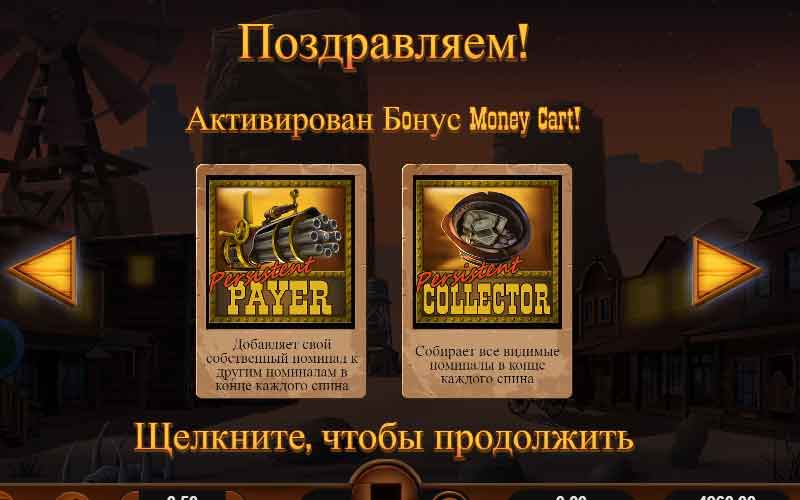 Поздравляем!
Активирован Бонус Money Cart!
Persistent
PAYER
Добавляет свой
собственный номинал к
другим номиналам в
конце каждого спина
Persistent
COLLECTOR
Собирает все видимые
номиналы в конце
каждого спина
Щелкните, чтобы продолжить